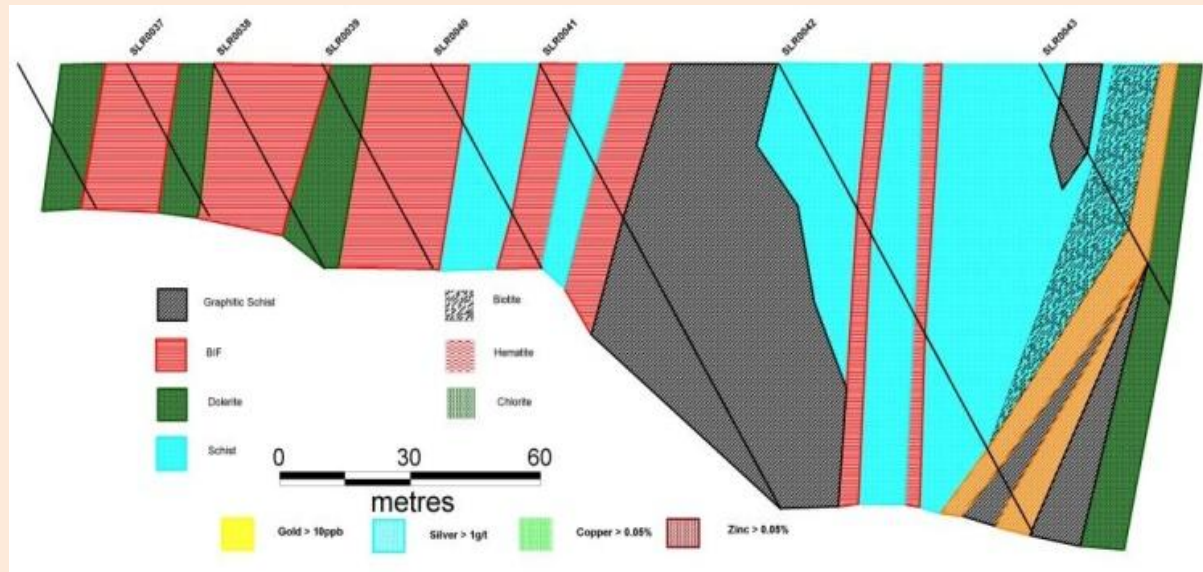 SLR0037
SLR0038
SLR0039
SLR0040
SLR0041
SLR0042
SLR0043
Graphitic Schist
BIF
Dolerite
Schist
Biotite
Hematite
Chlorite
0 30 60
metres
Gold > 10ppb
Silver > 1g/t
Copper > 0.05%
Zinc > 0.05%